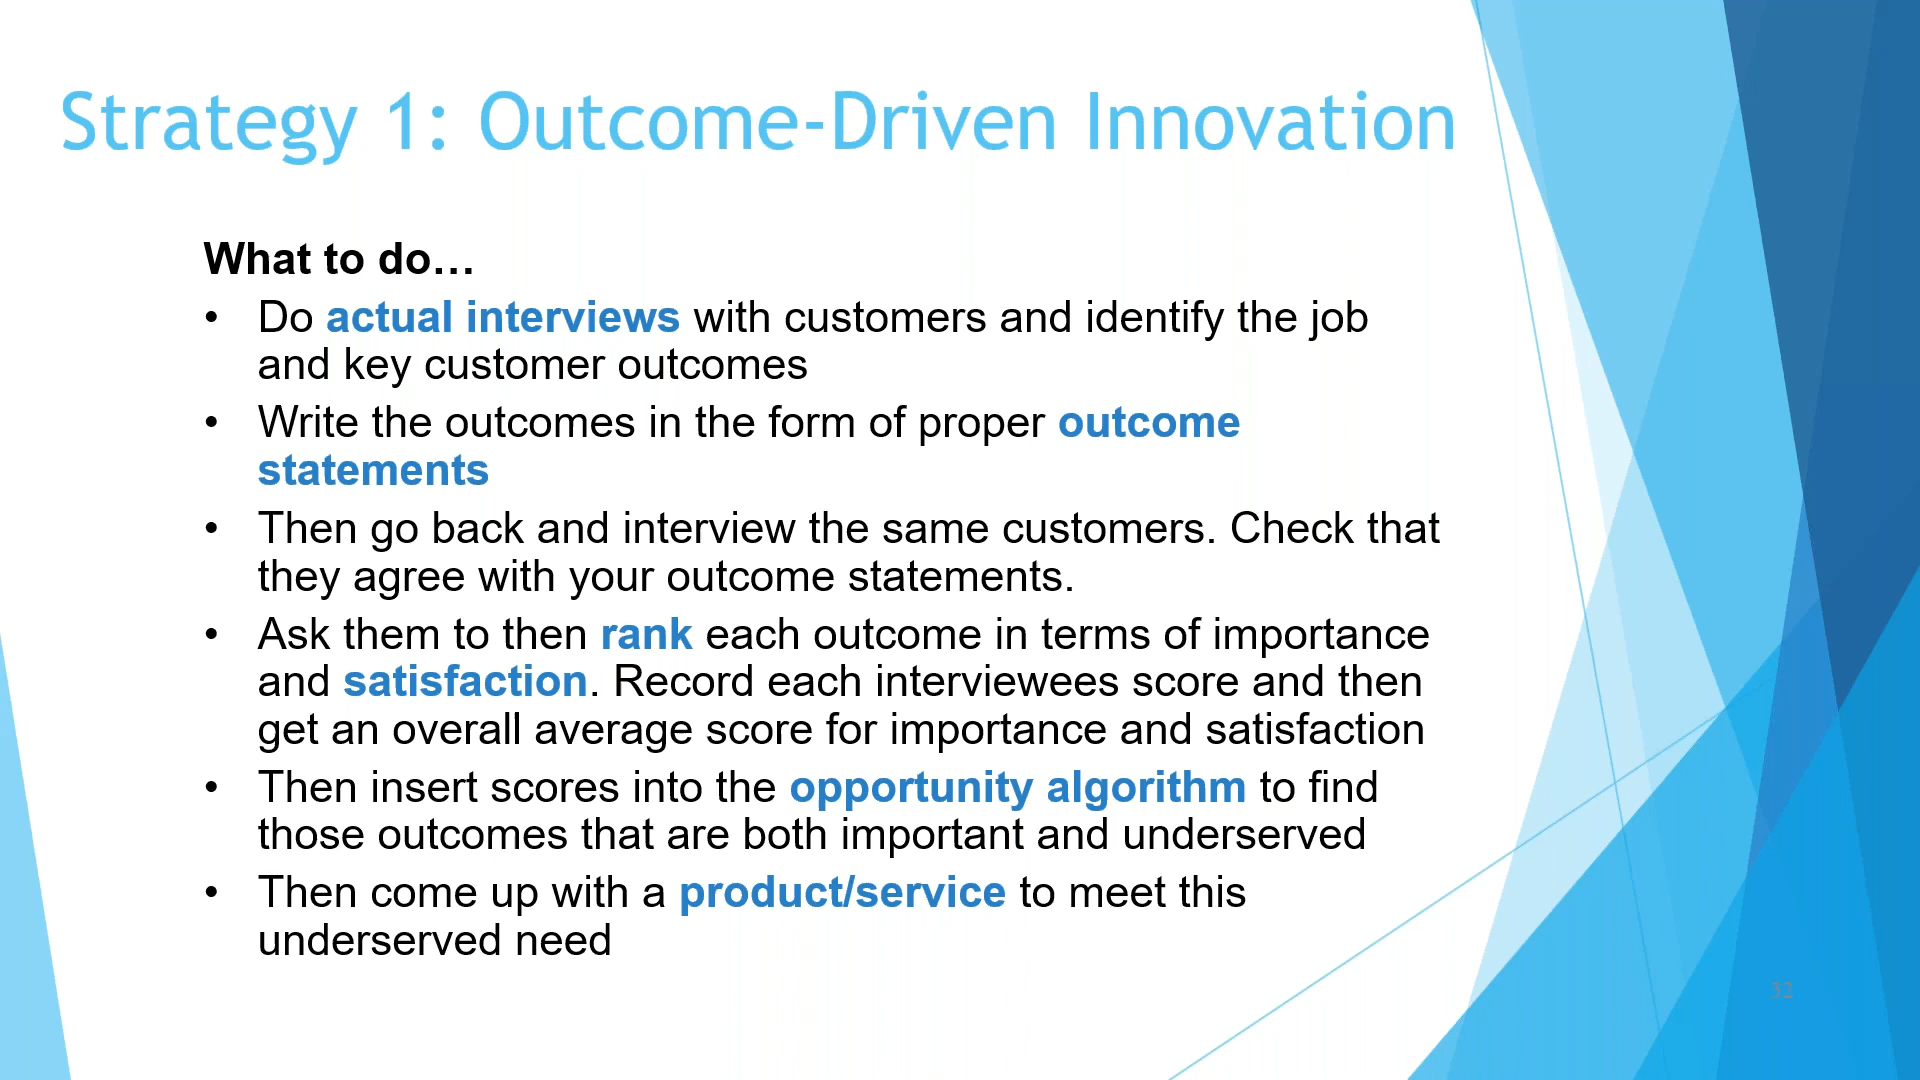 Strategy 1: Outcome-Driven Innovation
What to do…
• Do actual interviews with customers and identify the job
and key customer outcomes
• Write the outcomes in the form of proper outcome
statements
• Then go back and interview the same customers. Check that
they agree with your outcome statements.
• Ask them to then rank each outcome in terms of importance
and satisfaction. Record each interviewees score and then
get an overall average score for importance and satisfaction
• Then insert scores into the opportunity algorithm to find
those outcomes that are both important and underserved
• Then come up with a product/service to meet this
underserved need
32